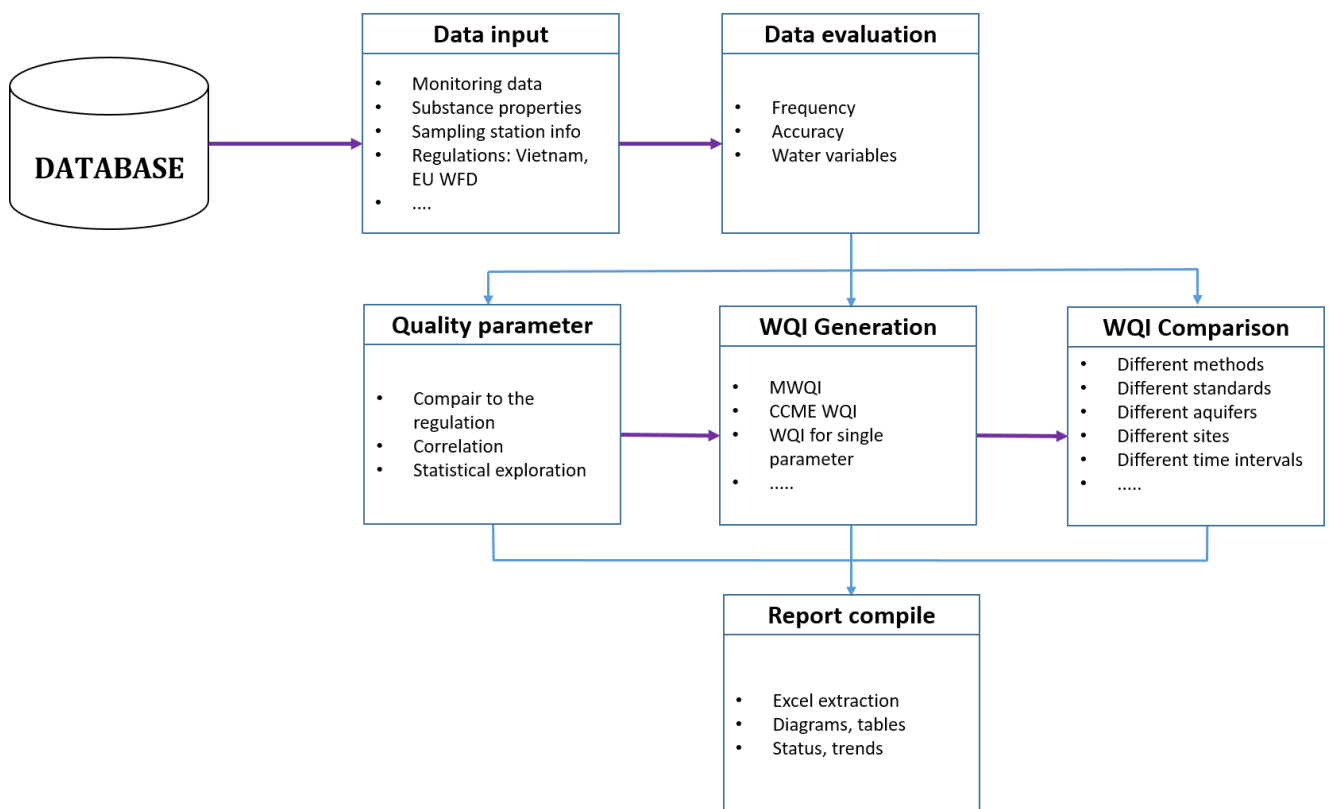 DATABASE
Data input
• Monitoring data
• Substance properties
• Sampling station info
• Regulations: Vietnam,
EU WFD
• ....
Data evaluation
• Frequency
• Accuracy
• Water variables
Quality parameter
• Compair to the
regulation
• Correlation
• Statistical exploration
WQI Generation
• MWQI
• CCME WQI
• WQI for single
parameter
• .....
WQI Comparison
• Different methods
• Different standards
• Different aquifers
• Different sites
• Different time intervals
• .....
Report compile
• Excel extraction
• Diagrams, tables
• Status, trends